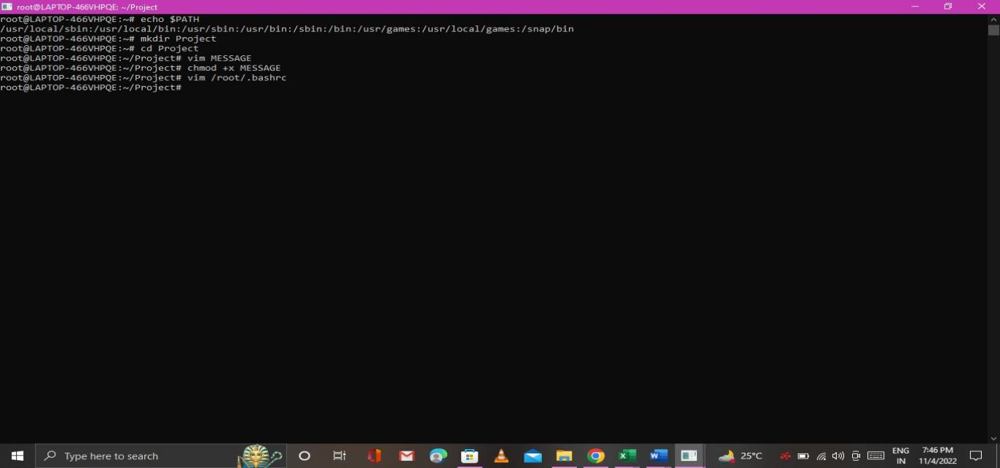 root@LAPTOP-466VHPQE: ~/Project
root@LAPTOP-466VHPQE:~# echo $PATH
/usr/local/sbin:/usr/local/bin:/usr/sbin:/usr/bin:/sbin:/bin:/usr/games:/usr/local/games:/snap/bin
root@LAPTOP-466VHPQE:~# mkdir Project
root@LAPTOP-466VHPQE:~# cd Project
root@LAPTOP-466VHPQE:~/Project# vim MESSAGE
root@LAPTOP-466VHPQE:~/Project# chmod +x MESSAGE
root@LAPTOP-466VHPQE:~/Project# vim /root/.bashrc
root@LAPTOP-466VHPQE:~/Project#
Type here to search
25°C
ENG
IN
7:46 PM
11/4/2022